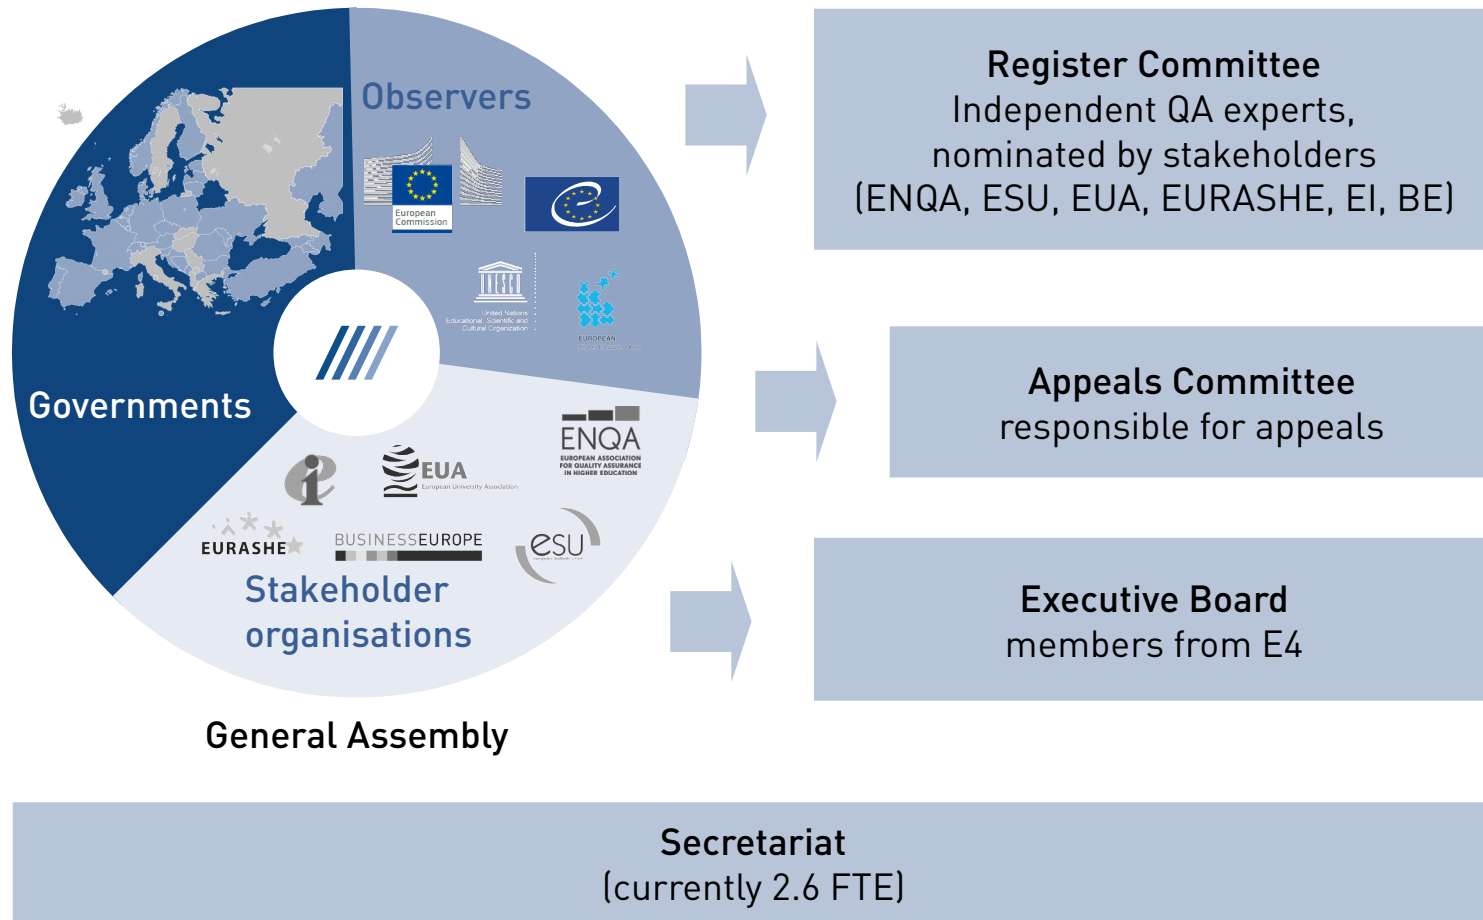 Observers
European
Commission
UNESCO
United Nations
Educational, Scientific and
Cultural Organization
EUROPEAN
Governments
ENQA
EUROPEAN ASSOCIATION
FOR QUALITY ASSURANCE
IN HIGHER EDUCATION
ei
EUA
European University Association
EURASHE
BUSINESSEUROPE
esu
Stakeholder
organisations
General Assembly
Register Committee
Independent QA experts,
nominated by stakeholders
(ENQA, ESU, EUA, EURASHE, EI, BE)
Appeals Committee
responsible for appeals
Executive Board
members from E4
Secretariat
(currently 2.6 FTE)